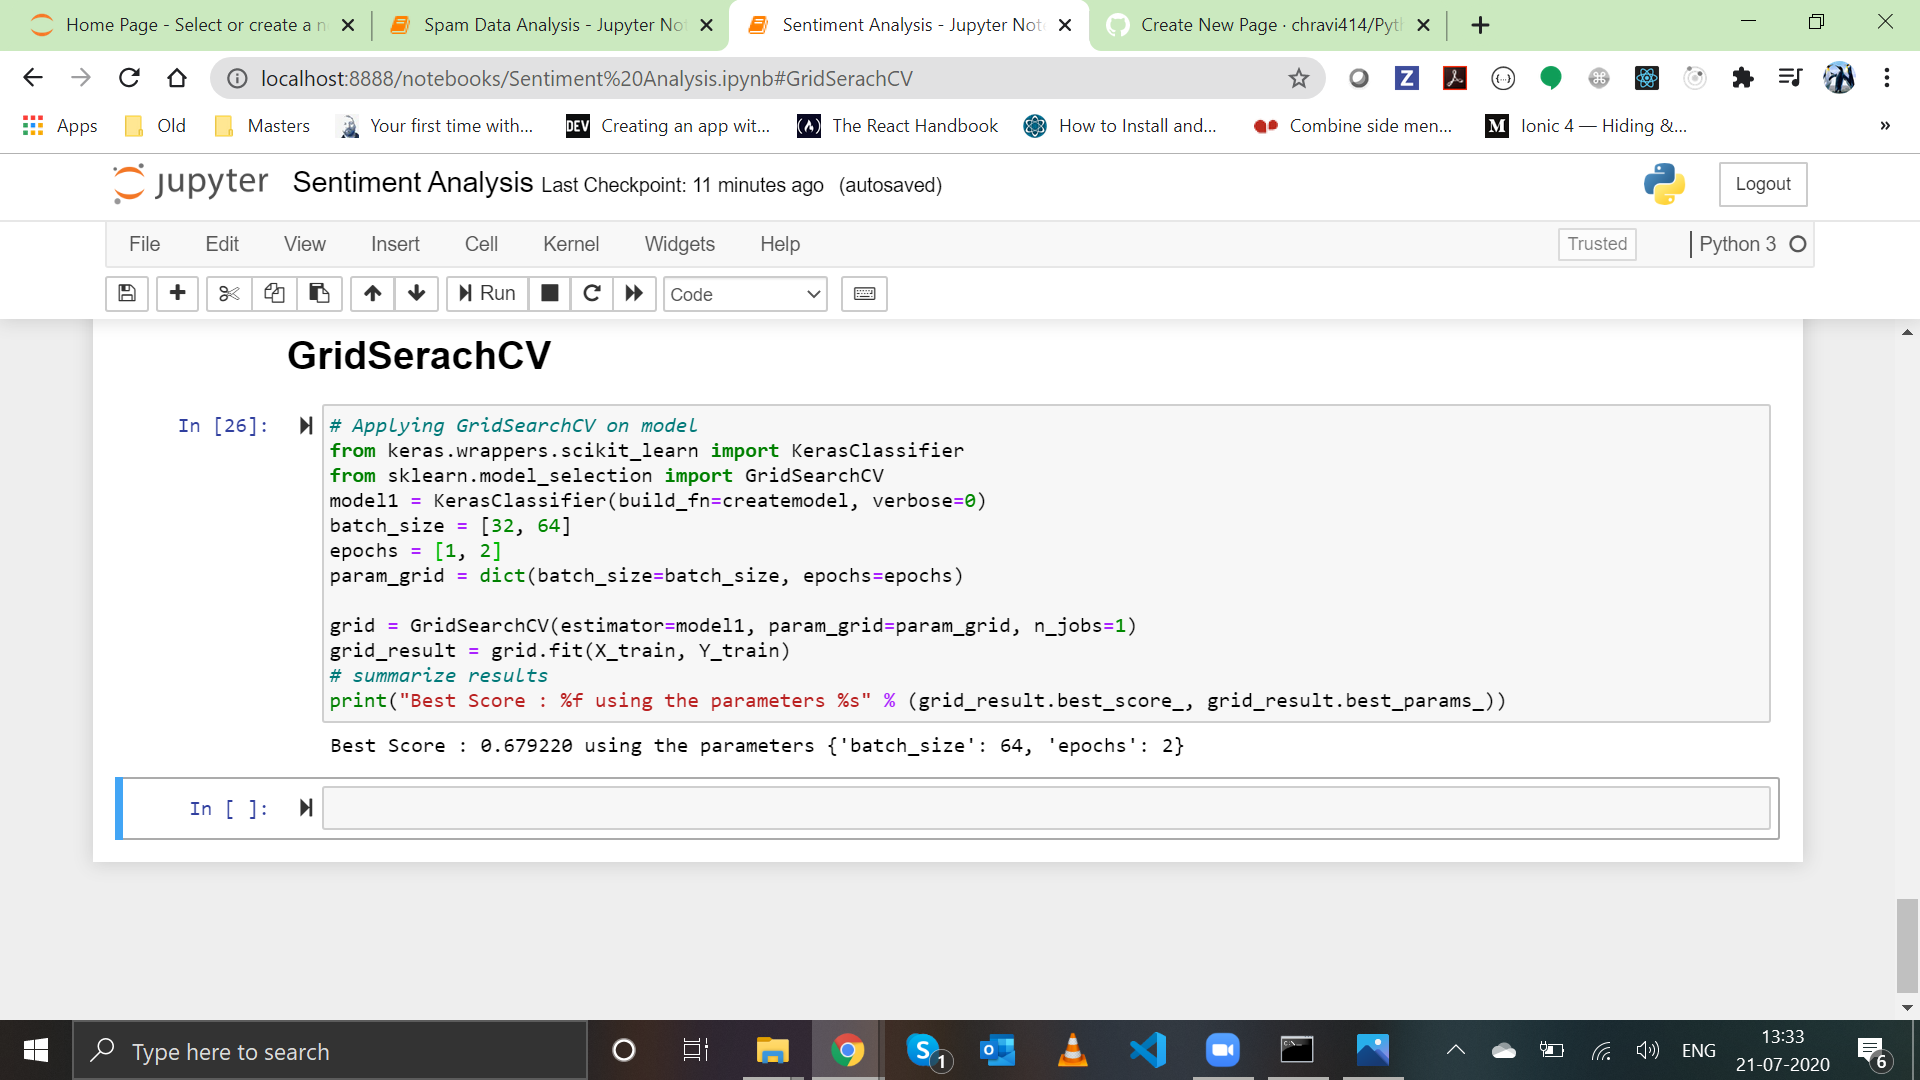 Home Page - Select or create a n
Spam Data Analysis - Jupyter Not
Sentiment Analysis - Jupyter Note
Create New Page · chravi414/Pyth
localhost:8888/notebooks/Sentiment%20Analysis.ipynb#GridSerachCV
Apps
Old
Masters
Your first time with...
DEV
Creating an app wit...
The React Handbook
How to Install and...
Combine side men...
Ionic 4 — Hiding &...
jupyter
Sentiment Analysis Last Checkpoint: 11 minutes ago (autosaved)
Logout
File Edit View Insert Cell Kernel Widgets Help
Trusted
Python 3
Run
Code
GridSerachCV
In [26]:
# Applying GridSearchCV on model
from keras.wrappers.scikit_learn import KerasClassifier
from sklearn.model_selection import GridSearchCV
model1 = KerasClassifier(build_fn=createmodel, verbose=0)
batch_size = [32, 64]
epochs = [1, 2]
param_grid = dict(batch_size=batch_size, epochs=epochs)
grid = GridSearchCV(estimator=model1, param_grid=param_grid, n_jobs=1)
grid_result = grid.fit(X_train, Y_train)
# summarize results
print("Best Score : %f using the parameters %s" % (grid_result.best_score_, grid_result.best_params_))
Best Score : 0.679220 using the parameters {'batch_size': 64, 'epochs': 2}
In [ ]:
Type here to search
1
ENG
13:33
21-07-2020
6